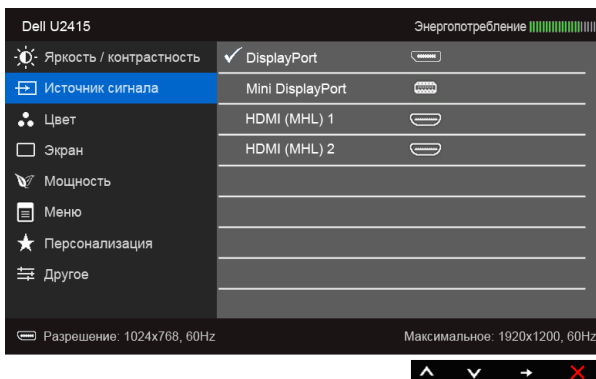 Dell U2415
Энергопотребление
Яркость / контрастность
DisplayPort
Источник сигнала
Mini DisplayPort
Цвет
HDMI (MHL) 1
Экран
HDMI (MHL) 2
Мощность
Меню
Персонализация
Другое
Разрешение: 1024x768, 60Hz
Максимальное: 1920x1200, 60Hz